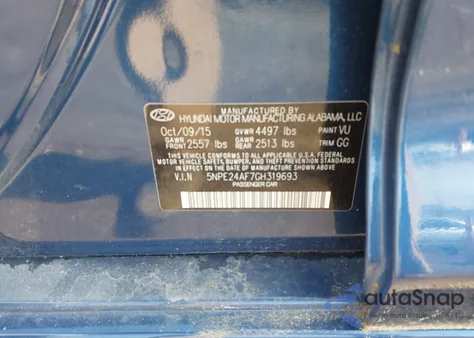 MANUFACTURED BY
HYUNDAI MOTOR MANUFACTURING ALABAMA, LLC
Oct/09/15 GVWR 4497 lbs PAINT VU
GAWR FRONT 2557 lbs GAWR REAR 2513 lbs TRIM GG
THIS VEHICLE CONFORMS TO ALL APPLICABLE U.S.A. FEDERAL
MOTOR VEHICLE SAFETY, BUMPER, AND THEFT PREVENTION
STANDARDS IN EFFECT ON THE DATE OF MANUFACTURE SHOWN ABOVE.
V.I.N 5NPE24AF7GH319693
PASSENGER CAR
autoSnap